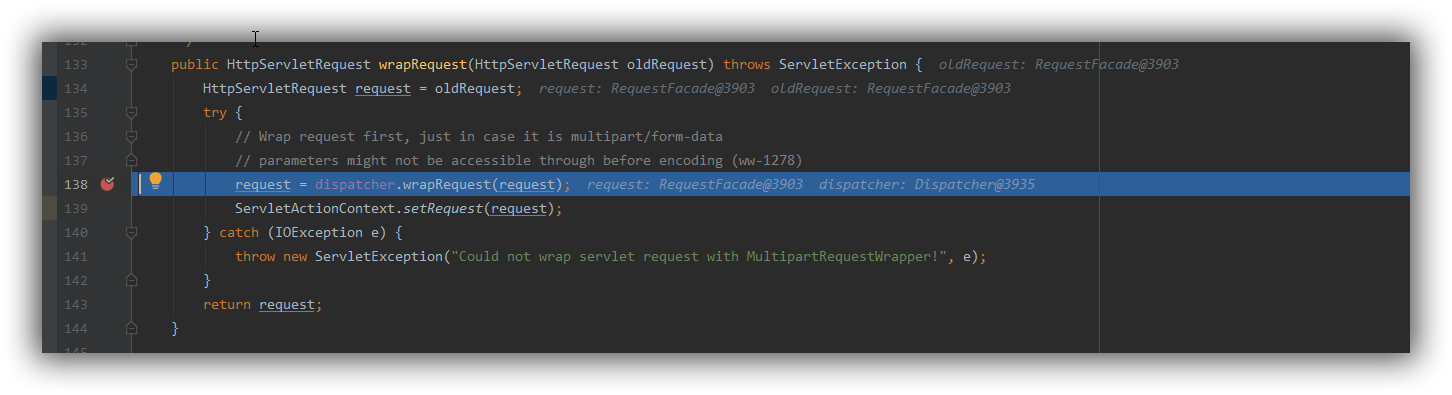 133 public HttpServletRequest wrapRequest(HttpServletRequest oldRequest) throws ServletException { oldRequest: RequestFacade@3903
134 HttpServletRequest request = oldRequest; request: RequestFacade@3903 oldRequest: RequestFacade@3903
135 try {
136 // Wrap request first, just in case it is multipart/form-data
137 // parameters might not be accessible through before encoding (ww-1278)
138 request = dispatcher.wrapRequest(request); request: RequestFacade@3903 dispatcher: Dispatcher@3935
139 ServletActionContext.setRequest(request);
140 } catch (IOException e) {
141 throw new ServletException("Could not wrap servlet request with MultipartRequestWrapper!", e);
142 }
143 return request;
144 }